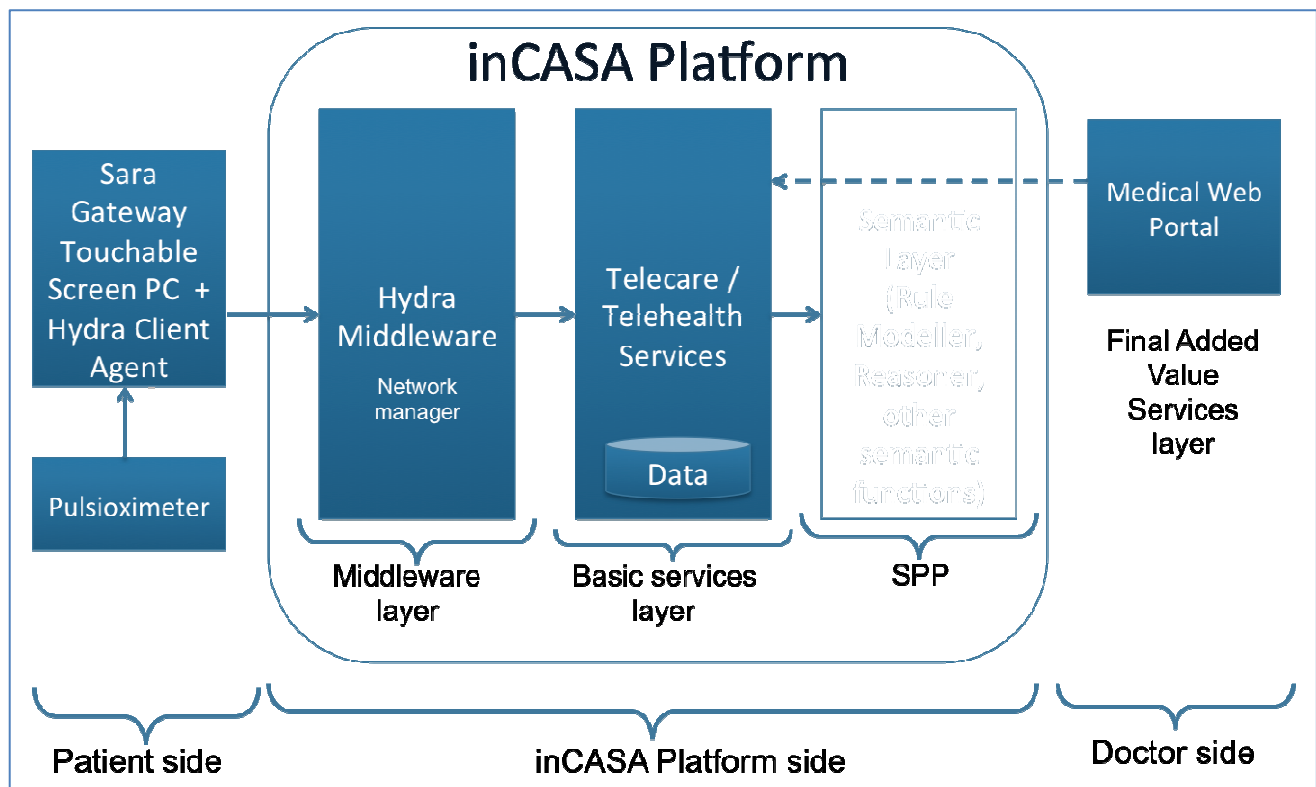 inCASA Platform
Sara
Gateway
Touchable
Screen PC +
Hydra Client
Agent
Pulsioximeter
Hydra
Middleware
Network
manager
Telecare /
Telehealth
Services
Data
Semantic
Layer
(Rule
Modeller,
Reasoner,
other
semantic
functions)
Medical Web
Portal
Final Added
Value
Services
layer
Middleware
layer
Basic services
layer
SPP
Patient side
inCASA Platform side
Doctor side